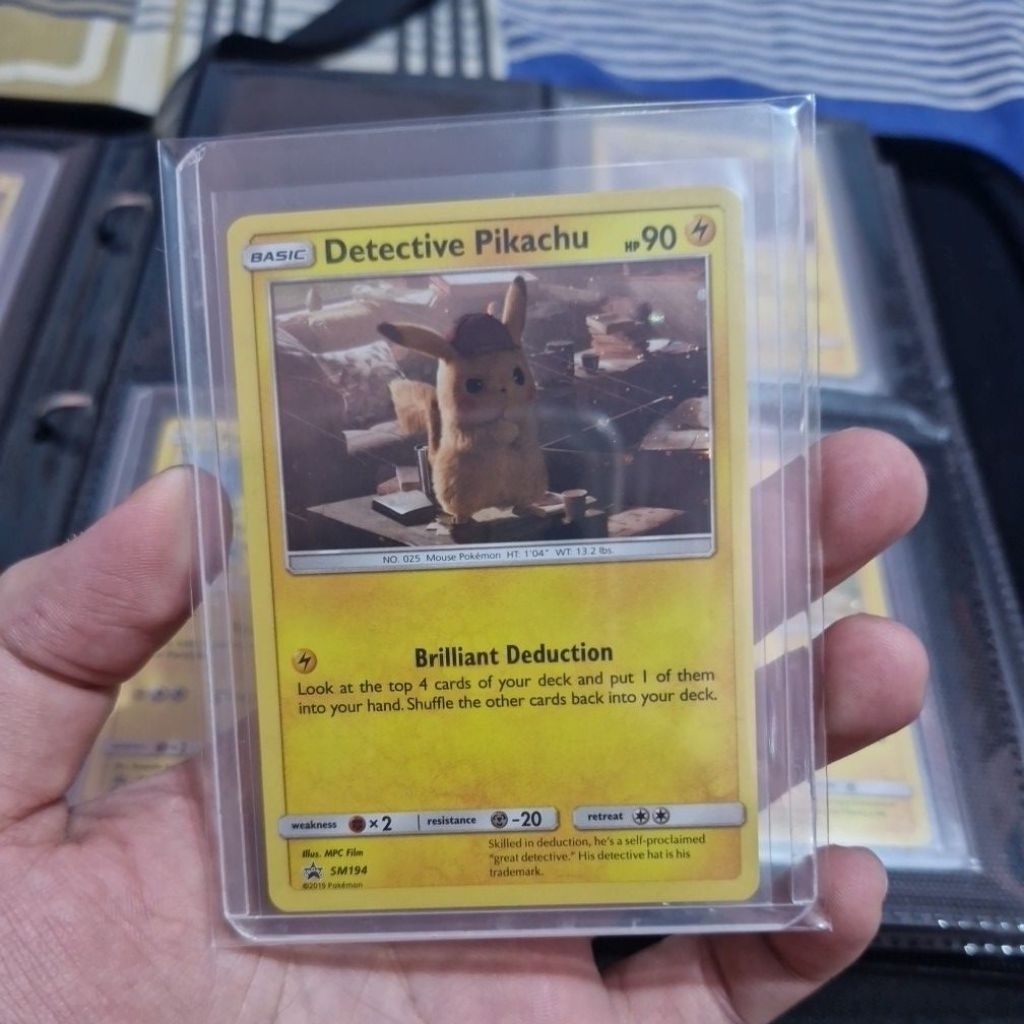 BASIC Detective Pikachu HP 90
NO. 025 Mouse Pokémon HT: 1'04" WT: 13.2 lbs.
Brilliant Deduction
Look at the top 4 cards of your deck and put 1 of them
into your hand. Shuffle the other cards back into your deck.
weakness ×2 resistance -20 retreat
Illus. MPC Film
SM194
©2019 Pokémon
Skilled in deduction, he's a self-proclaimed
"great detective." His detective hat is his
trademark.